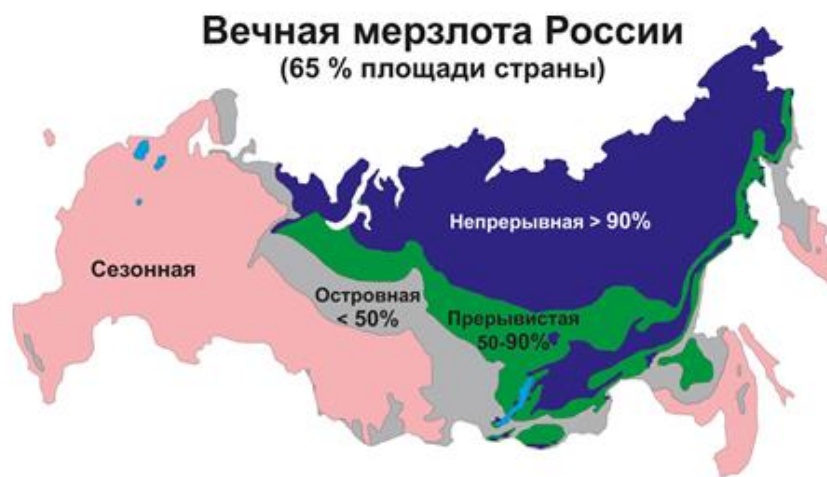 Вечная мерзлота России
(65 % площади страны)
Непрерывная > 90%
Сезонная
Островная
< 50%
Прерывистая
50-90%